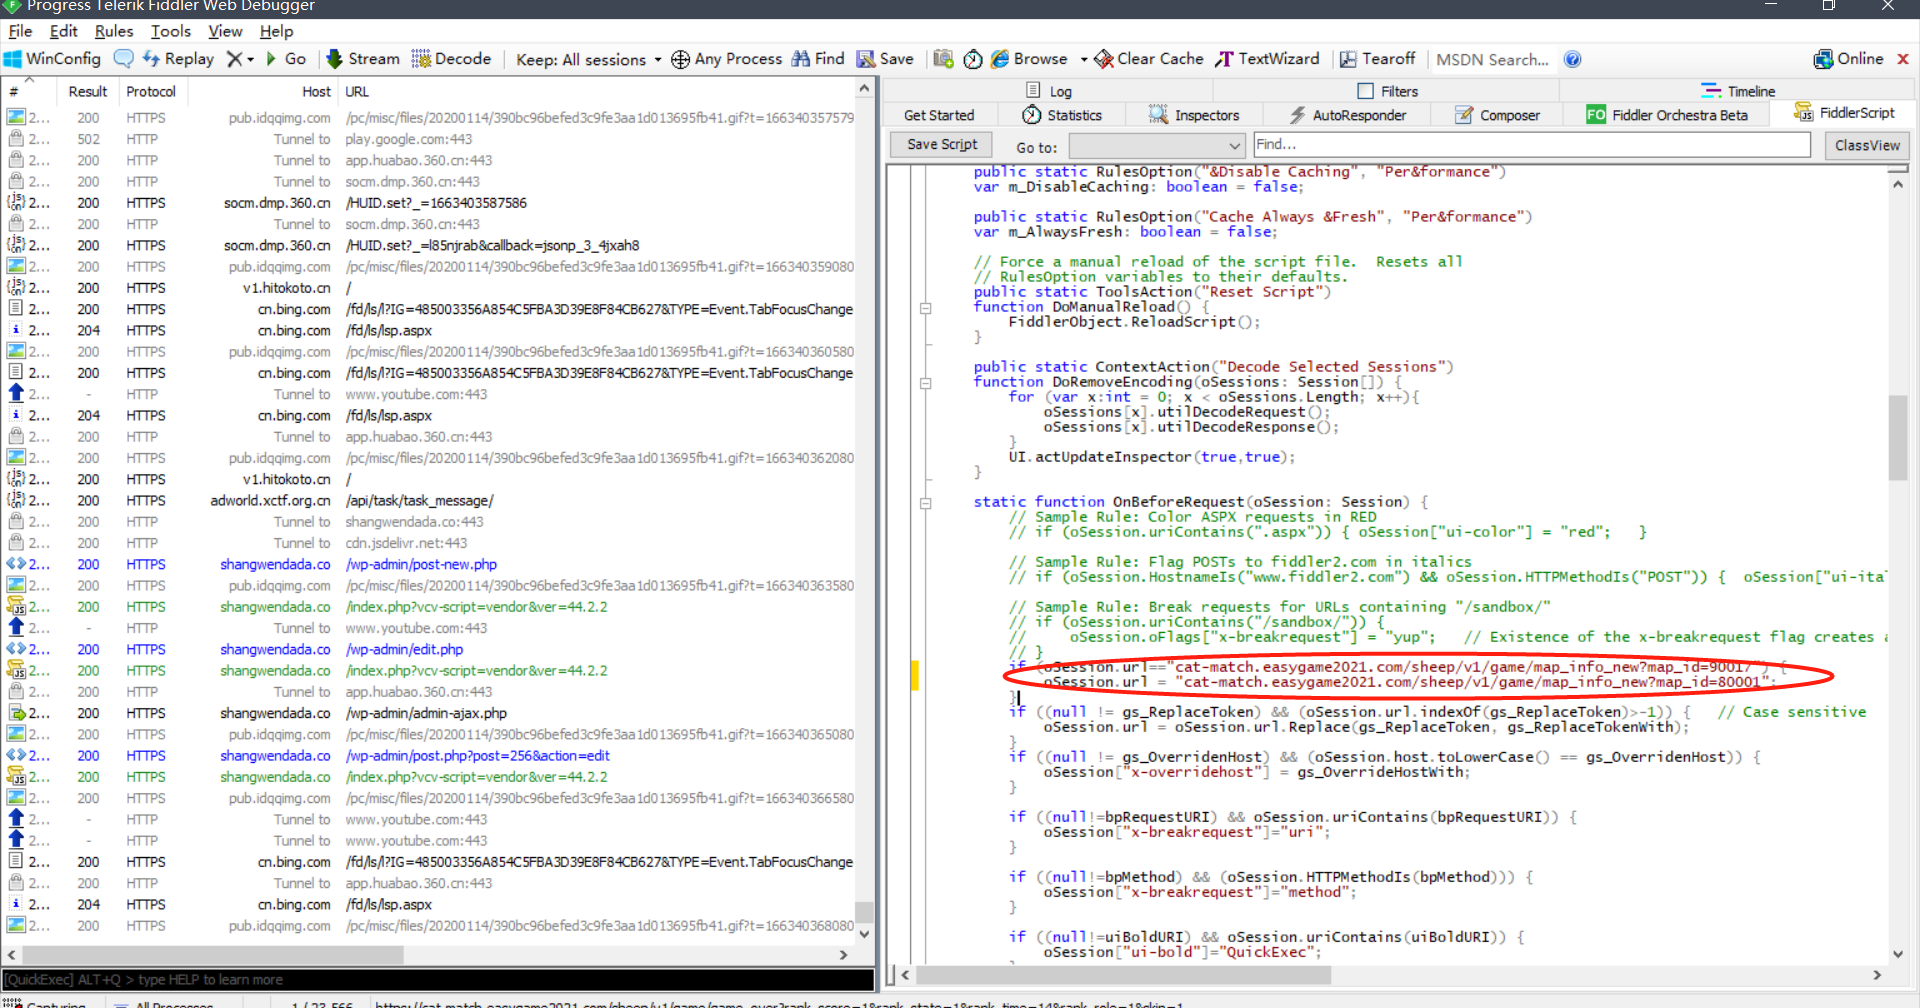 Progress Telerik Fiddler Web Debugger
File Edit Rules Tools View Help
WinConfig Replay X Go Stream Decode Keep: All sessions Any Process Find Save Browse Clear Cache TextWizard Tearoff MSDN Search... Online
# Result Protocol Host URL
2... 200 HTTPS pub.idqqimg.com /pc/misc/files/20200114/390bc96befed3c9fe3aa1d013695fb41.gif?t=166340357579
2... 502 HTTP Tunnel to play.google.com:443
2... 200 HTTP Tunnel to app.huabao.360.cn:443
2... 200 HTTP Tunnel to socm.dmp.360.cn:443
2... 200 HTTPS socm.dmp.360.cn /HUID.set?_=1663403587586
2... 200 HTTP Tunnel to socm.dmp.360.cn:443
2... 200 HTTPS socm.dmp.360.cn /HUID.set?_=l85njrab&callback=jsonp_3_4jxah8
2... 200 HTTPS pub.idqqimg.com /pc/misc/files/20200114/390bc96befed3c9fe3aa1d013695fb41.gif?t=166340359080
2... 200 HTTPS v1.hitokoto.cn /
2... 200 HTTPS cn.bing.com /fd/ls/l?IG=485003356A854C5FBA3D39E8F84CB627&TYPE=Event.TabFocusChange
2... 204 HTTPS cn.bing.com /fd/ls/lsp.aspx
2... 200 HTTPS pub.idqqimg.com /pc/misc/files/20200114/390bc96befed3c9fe3aa1d013695fb41.gif?t=166340360580
2... 200 HTTPS cn.bing.com /fd/ls/l?IG=485003356A854C5FBA3D39E8F84CB627&TYPE=Event.TabFocusChange
2... - HTTP Tunnel to www.youtube.com:443
2... 204 HTTPS cn.bing.com /fd/ls/lsp.aspx
2... 200 HTTP Tunnel to app.huabao.360.cn:443
2... 200 HTTPS pub.idqqimg.com /pc/misc/files/20200114/390bc96befed3c9fe3aa1d013695fb41.gif?t=166340362080
2... 200 HTTPS v1.hitokoto.cn /
2... 200 HTTPS adworld.xctf.org.cn /api/task/task_message/
2... 200 HTTP Tunnel to shangwendada.co:443
2... 200 HTTP Tunnel to cdn.jsdelivr.net:443
2... 200 HTTPS shangwendada.co /wp-admin/post-new.php
2... 200 HTTPS pub.idqqimg.com /pc/misc/files/20200114/390bc96befed3c9fe3aa1d013695fb41.gif?t=166340363580
2... 200 HTTPS shangwendada.co /index.php?vcv-script=vendor&ver=44.2.2
2... - HTTP Tunnel to www.youtube.com:443
2... 200 HTTPS shangwendada.co /wp-admin/edit.php
2... 200 HTTPS shangwendada.co /index.php?vcv-script=vendor&ver=44.2.2
2... 200 HTTP Tunnel to app.huabao.360.cn:443
2... 200 HTTPS shangwendada.co /wp-admin/admin-ajax.php
2... 200 HTTPS pub.idqqimg.com /pc/misc/files/20200114/390bc96befed3c9fe3aa1d013695fb41.gif?t=166340365080
2... 200 HTTPS shangwendada.co /wp-admin/post.php?post=256&action=edit
2... 200 HTTPS shangwendada.co /index.php?vcv-script=vendor&ver=44.2.2
2... 200 HTTPS pub.idqqimg.com /pc/misc/files/20200114/390bc96befed3c9fe3aa1d013695fb41.gif?t=166340366580
2... - HTTP Tunnel to www.youtube.com:443
2... - HTTP Tunnel to www.youtube.com:443
2... 200 HTTPS cn.bing.com /fd/ls/l?IG=485003356A854C5FBA3D39E8F84CB627&TYPE=Event.TabFocusChange
2... 200 HTTP Tunnel to app.huabao.360.cn:443
2... 204 HTTPS cn.bing.com /fd/ls/lsp.aspx
2... 200 HTTPS pub.idqqimg.com /pc/misc/files/20200114/390bc96befed3c9fe3aa1d013695fb41.gif?t=166340368080
[QuickExec] ALT+Q > type HELP to learn more
Capturing All Processes 1 / 23,566 https://cat-match.easygame2021.com/sheep/v1/game/game_over?rank_score=1&rank_state=1&rank_time=14&rank_role=1&skin=1
Log Filters Timeline
Get Started Statistics Inspectors AutoResponder Composer FO Fiddler Orchestra Beta FiddlerScript
Save Script Go to: Find... ClassView
public static RulesOption("&Disable Caching", "Per&formance")
var m_DisableCaching: boolean = false;
public static RulesOption("Cache Always &Fresh", "Per&formance")
var m_AlwaysFresh: boolean = false;
// Force a manual reload of the script file. Resets all
// RulesOption variables to their defaults.
public static ToolsAction("Reset Script")
function DoManualReload() {
FiddlerObject.ReloadScript();
}
public static ContextAction("Decode Selected Sessions")
function DoRemoveEncoding(oSessions: Session[]) {
for (var x:int = 0; x < oSessions.Length; x++){
oSessions[x].utilDecodeRequest();
oSessions[x].utilDecodeResponse();
}
UI.actUpdateInspector(true,true);
}
static function OnBeforeRequest(oSession: Session) {
// Sample Rule: Color ASPX requests in RED
// if (oSession.uriContains(".aspx")) { oSession["ui-color"] = "red"; }
// Sample Rule: Flag POSTs to fiddler2.com in italics
// if (oSession.HostnameIs("www.fiddler2.com") && oSession.HTTPMethodIs("POST")) { oSession["ui-ita
// Sample Rule: Break requests for URLs containing "/sandbox/"
// if (oSession.uriContains("/sandbox/")) {
// oSession.oFlags["x-breakrequest"] = "yup"; // Existence of the x-breakrequest flag creates a
// }
if (oSession.url=="cat-match.easygame2021.com/sheep/v1/game/map_info_new?map_id=90017") {
oSession.url = "cat-match.easygame2021.com/sheep/v1/game/map_info_new?map_id=80001";
}
if ((null != gs_ReplaceToken) && (oSession.url.indexOf(gs_ReplaceToken)>-1)) { // Case sensitive
oSession.url = oSession.url.Replace(gs_ReplaceToken, gs_ReplaceTokenWith);
}
if ((null != gs_OverridenHost) && (oSession.host.toLowerCase() == gs_OverridenHost)) {
oSession["x-overridehost"] = gs_OverrideHostWith;
}
if ((null!=bpRequestURI) && oSession.uriContains(bpRequestURI)) {
oSession["x-breakrequest"]="uri";
}
if ((null!=bpMethod) && (oSession.HTTPMethodIs(bpMethod))) {
oSession["x-breakrequest"]="method";
}
if ((null!=uiBoldURI) && oSession.uriContains(uiBoldURI)) {
oSession["ui-bold"]="QuickExec";